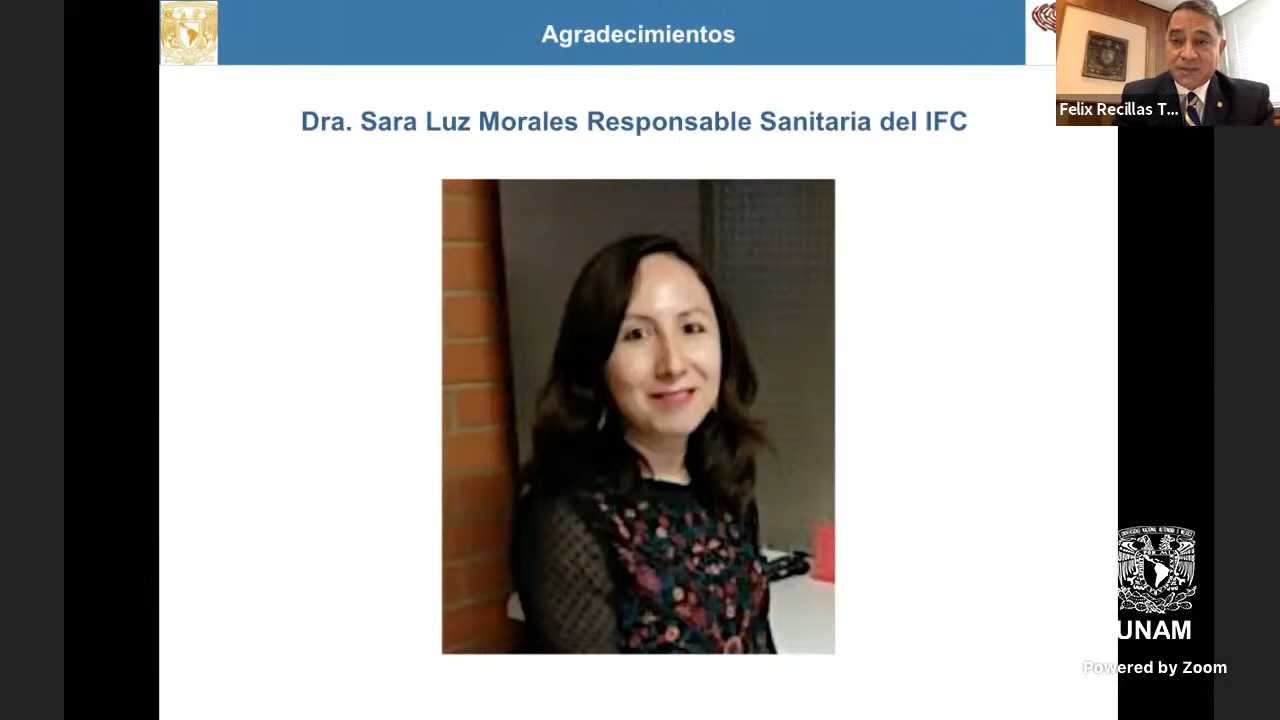 Agradecimientos
Felix Recillas T...
Dra. Sara Luz Morales Responsable Sanitaria del IFC
UNAM
Powered by Zoom